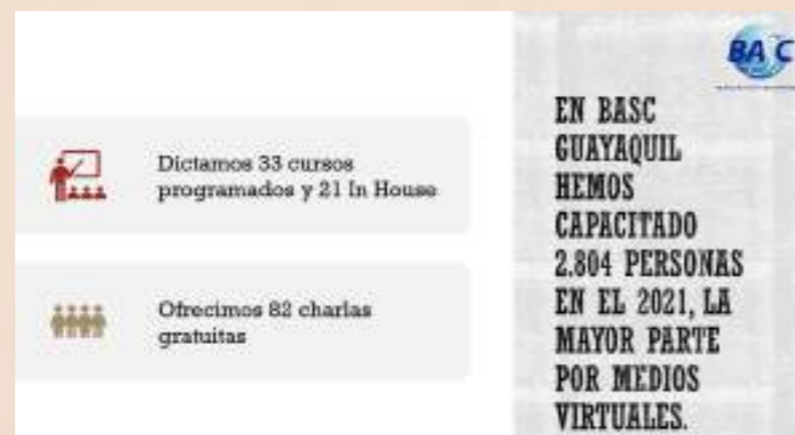 Dictamos 33 cursos
programados y 21 In House
Ofrecimos 82 charlas
gratuitas
BASC
EN BASC
GUAYAQUIL
HEMOS
CAPACITADO
2.804 PERSONAS
EN EL 2021, LA
MAYOR PARTE
POR MEDIOS
VIRTUALES.